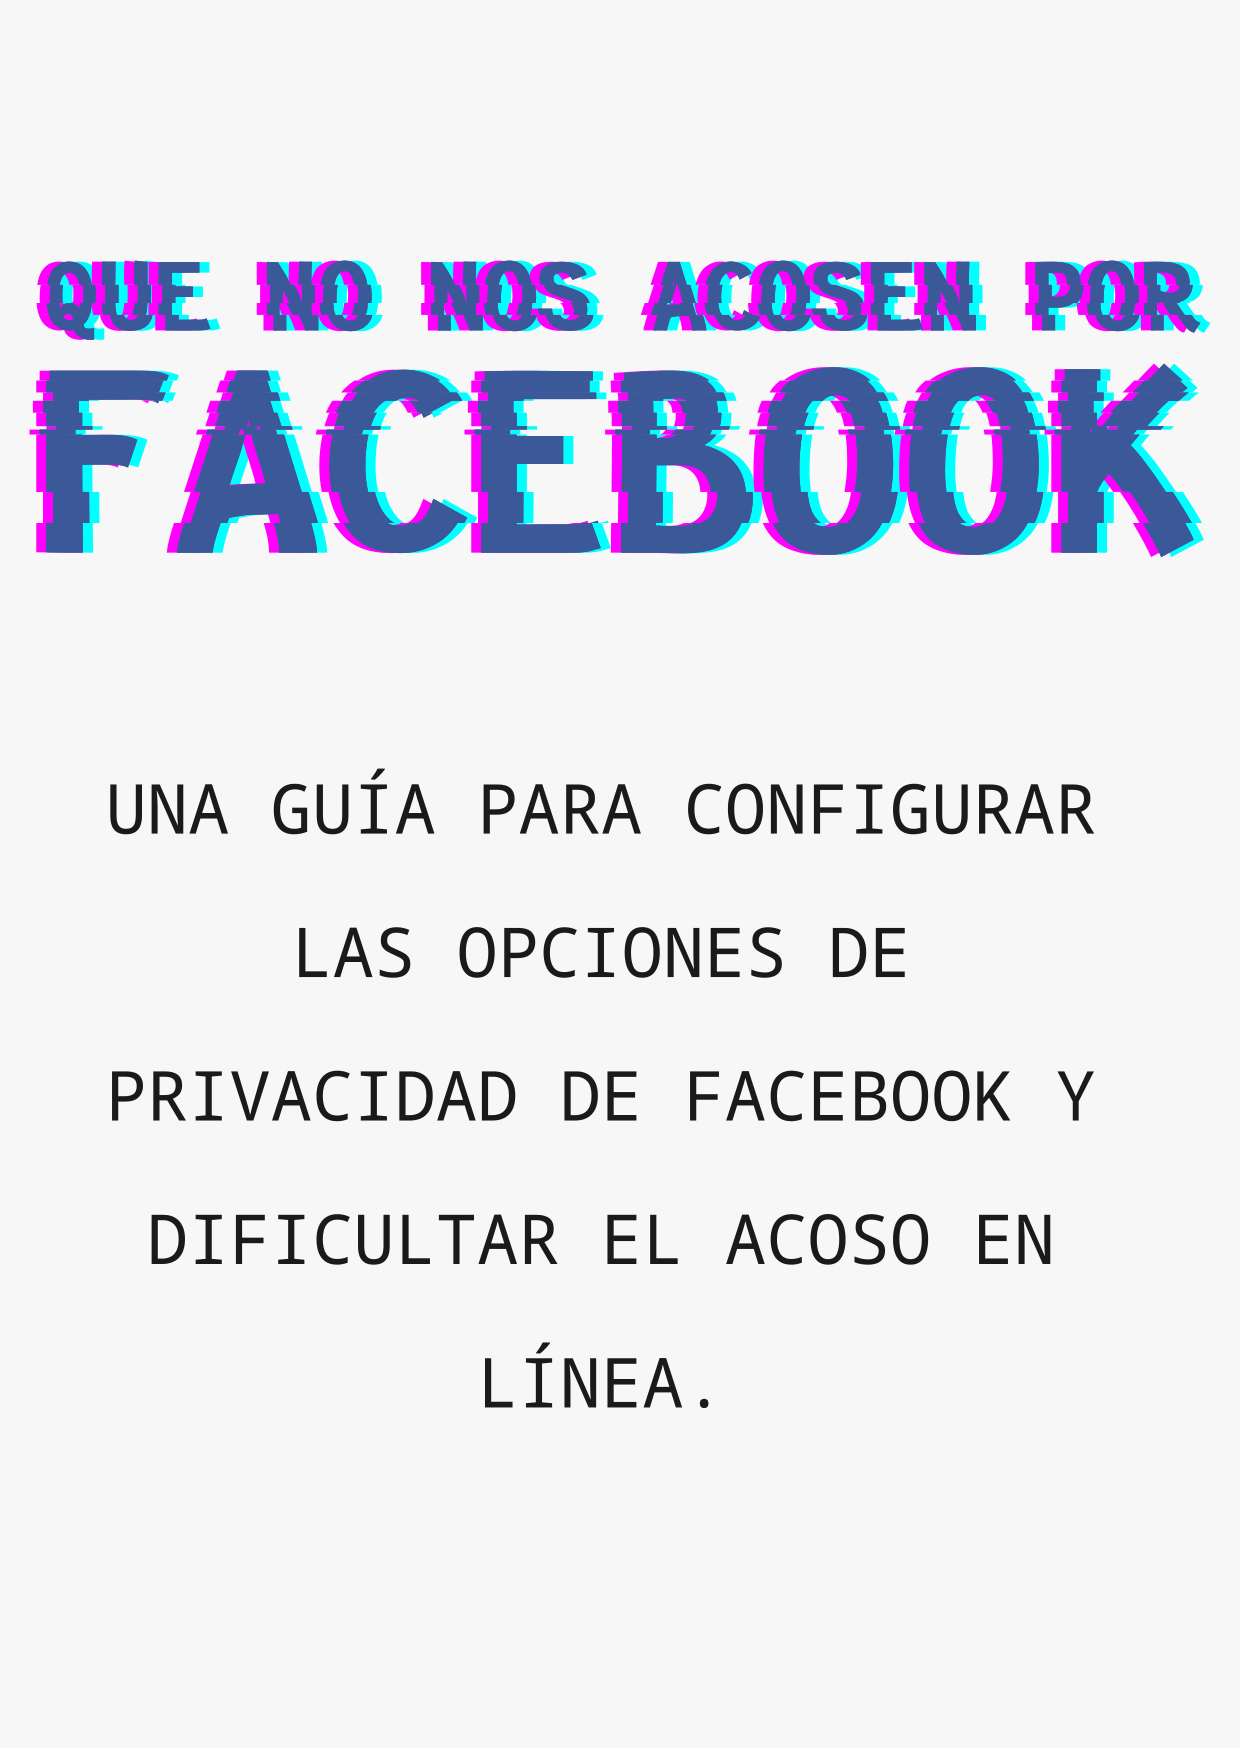 QUE NO NOS ACOSEN POR
FACEBOOK
UNA GUÍA PARA CONFIGURAR
LAS OPCIONES DE
PRIVACIDAD DE FACEBOOK Y
DIFICULTAR EL ACOSO EN
LÍNEA.